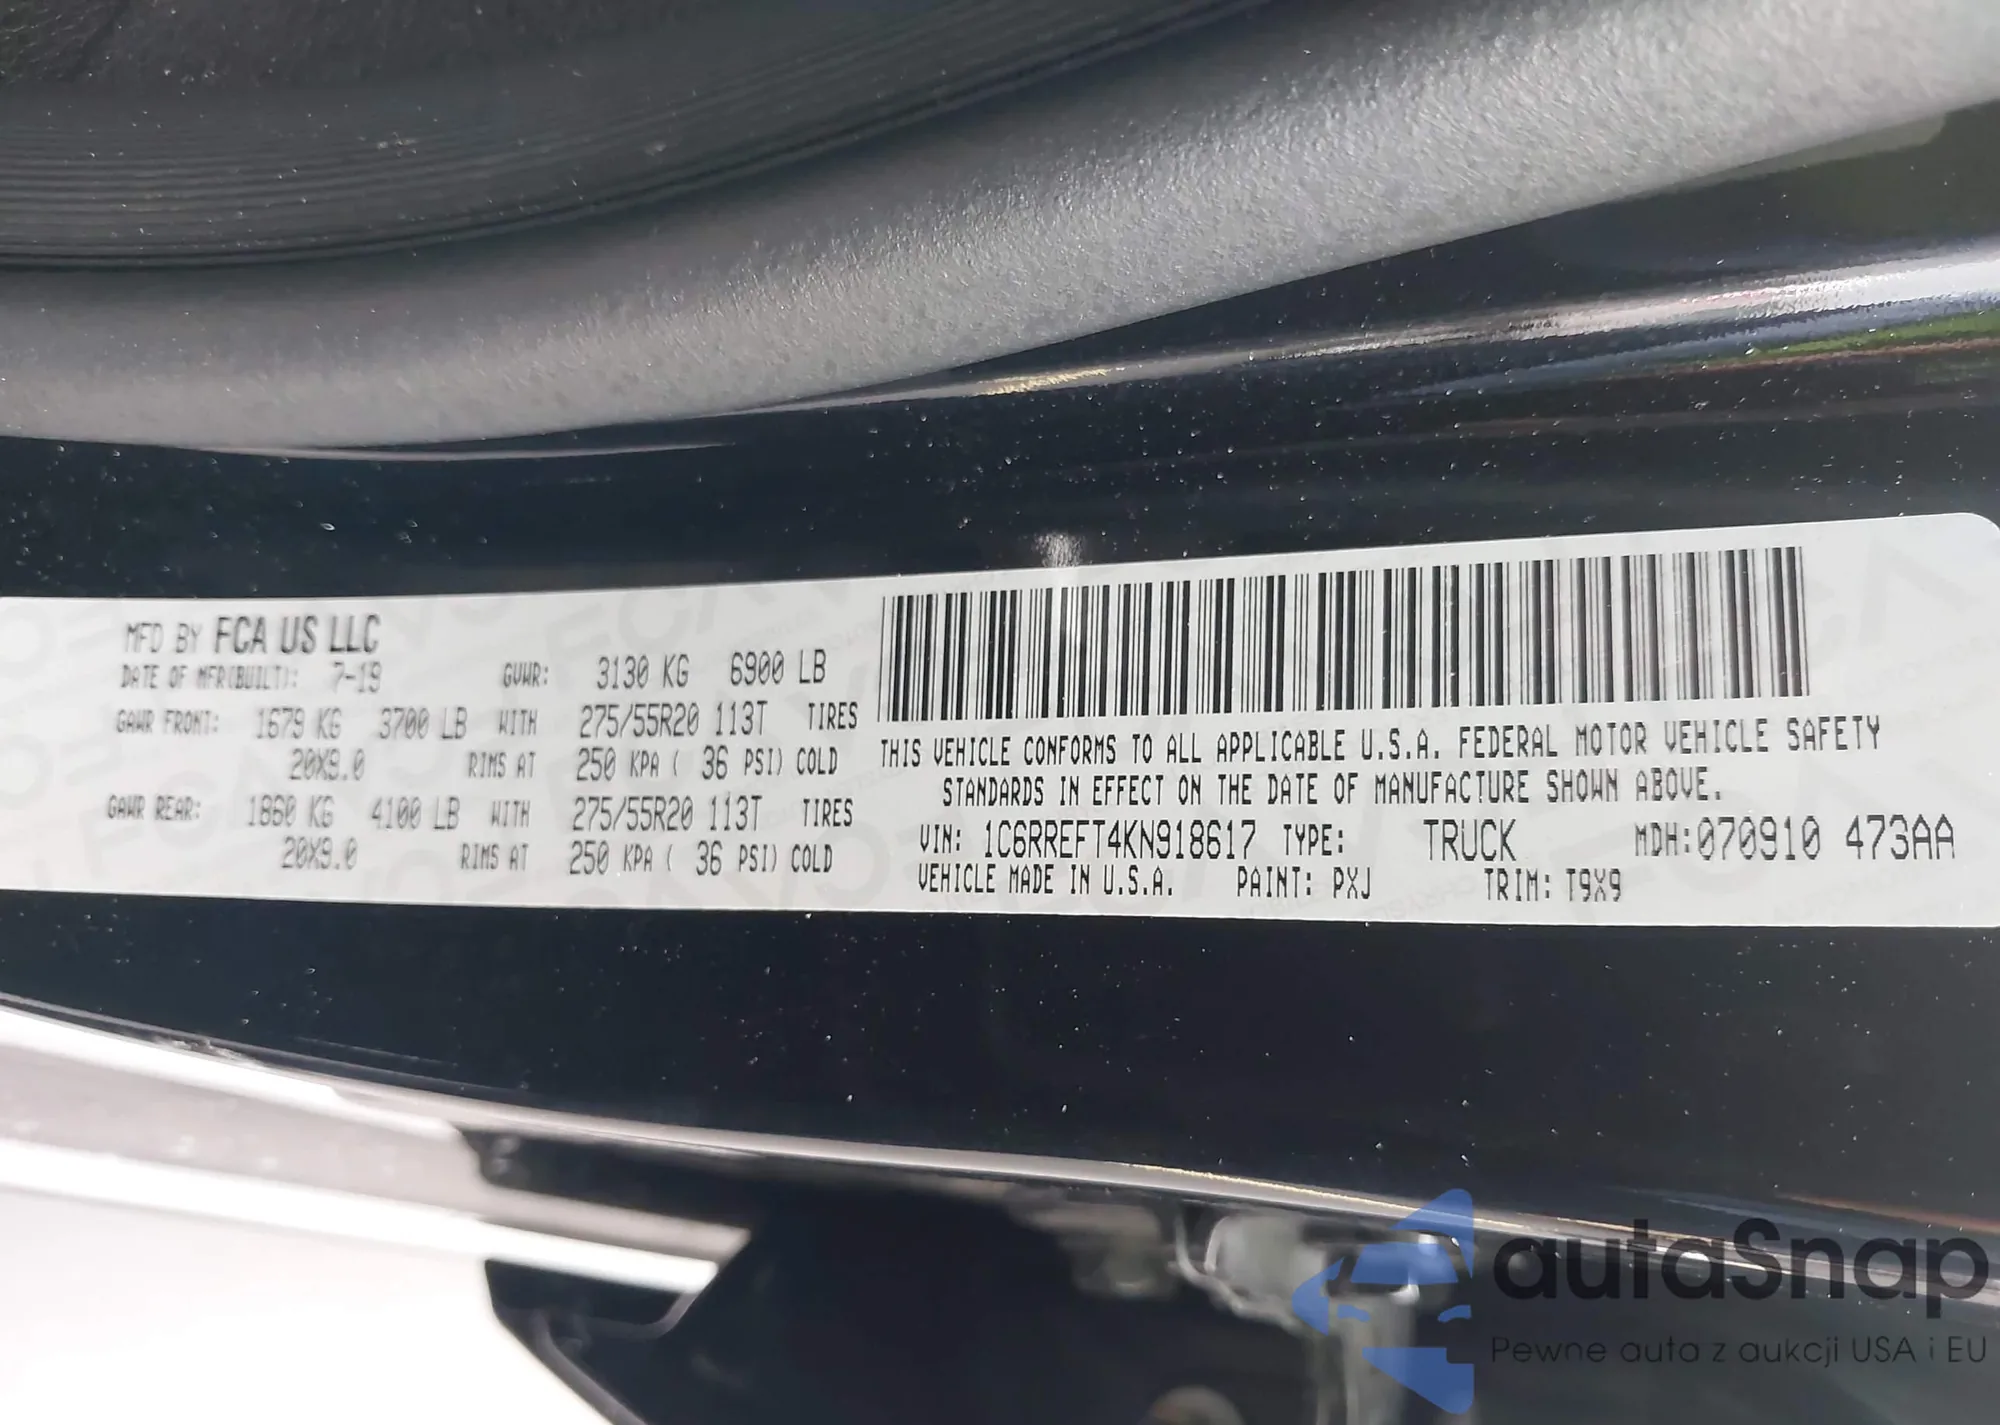 MFD BY FCA US LLC
DATE OF MFR(BUILT): 7-19 GVWR: 3130 KG 6900 LB
GAWR FRONT: 1679 KG 3700 LB WITH 275/55R20 113T TIRES
20X9.0 RIMS AT 250 KPA ( 36 PSI) COLD
GAWR REAR: 1860 KG 4100 LB WITH 275/55R20 113T TIRES
20X9.0 RIMS AT 250 KPA ( 36 PSI) COLD
THIS VEHICLE CONFORMS TO ALL APPLICABLE U.S.A. FEDERAL MOTOR VEHICLE SAFETY
STANDARDS IN EFFECT ON THE DATE OF MANUFACTURE SHOWN ABOVE.
VIN: 1C6RREFT4KN918617 TYPE: TRUCK MDH:070910 473AA
VEHICLE MADE IN U.S.A. PAINT: PXJ TRIM: T9X9
autaSnap
Pewne auta z aukcji USA i EU